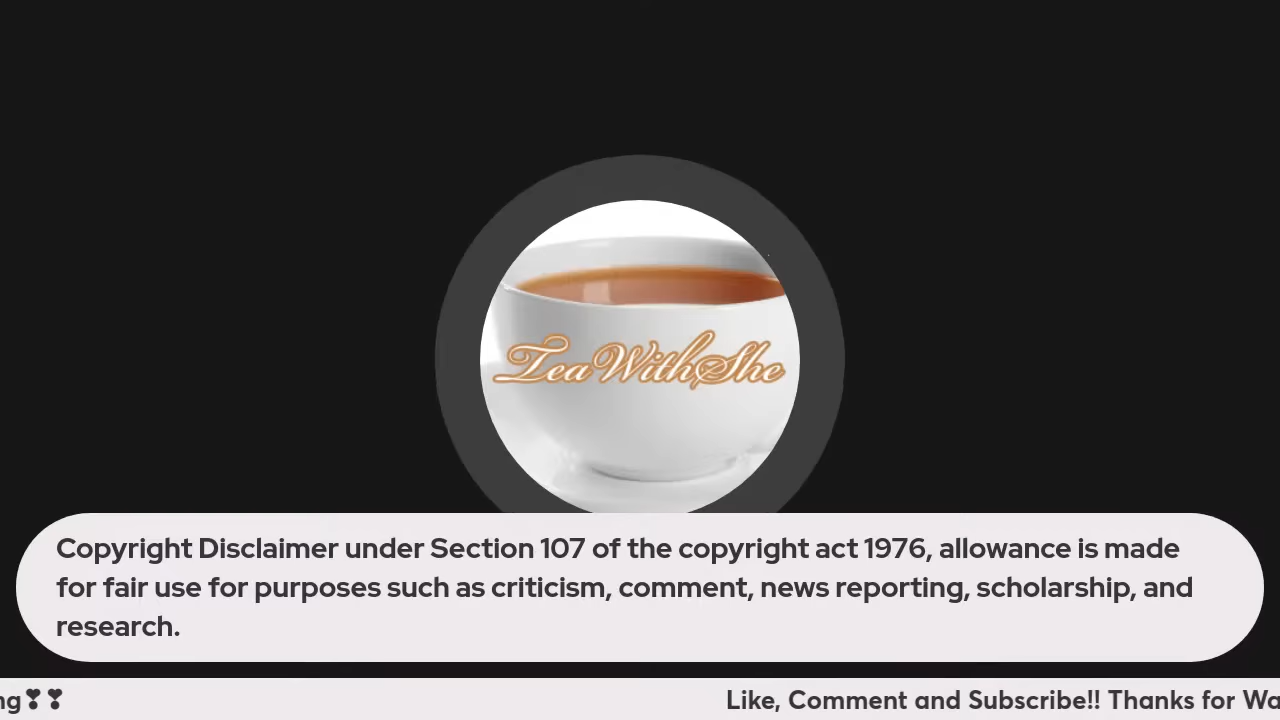 TeaWithShe
Copyright Disclaimer under Section 107 of the copyright act 1976, allowance is made
for fair use for purposes such as criticism, comment, news reporting, scholarship, and
research.
ng❣❣ Like, Comment and Subscribe!! Thanks for Wa